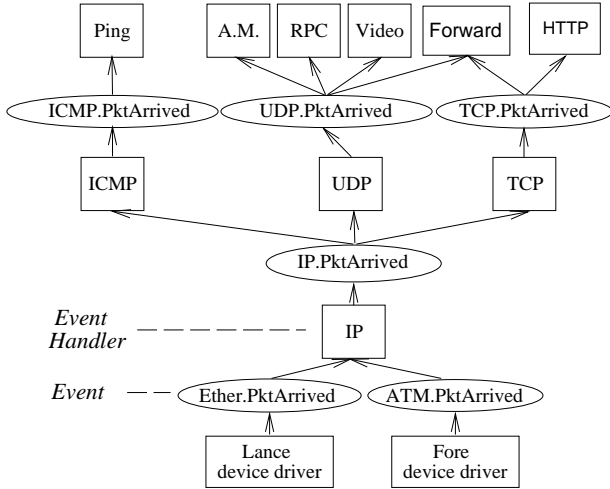 Ping
A.M.
RPC
Video
Forward
HTTP
ICMP.PktArrived
UDP.PktArrived
TCP.PktArrived
ICMP
UDP
TCP
IP.PktArrived
Event
Handler
IP
Event
Ether.PktArrived
ATM.PktArrived
Lance
device driver
Fore
device driver